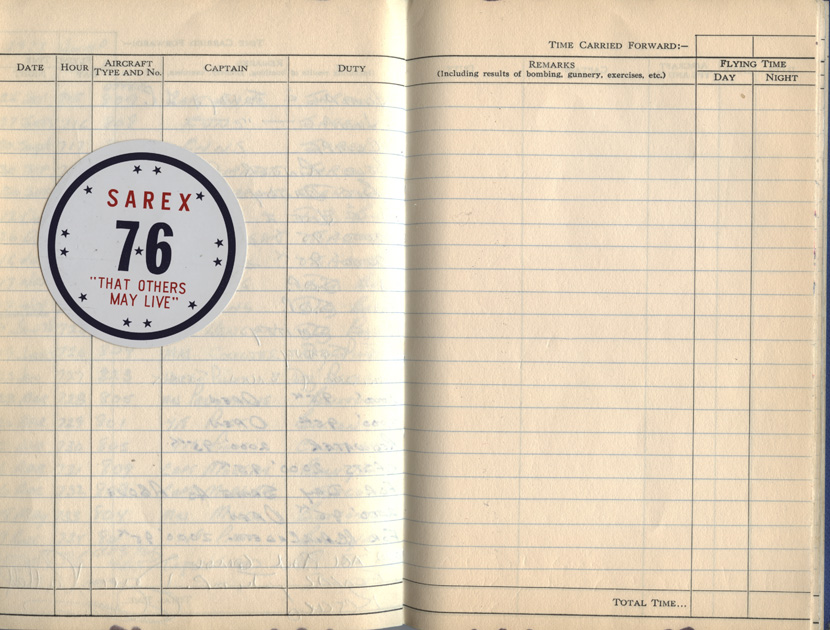 TIME CARRIED FORWARD:-
DATE HOUR AIRCRAFT TYPE AND No. CAPTAIN DUTY
REMARKS
(Including results of bombing, gunnery, exercises, etc.)
FLYING TIME
DAY NIGHT
SAREX
76
"THAT OTHERS
MAY LIVE"
TOTAL TIME...